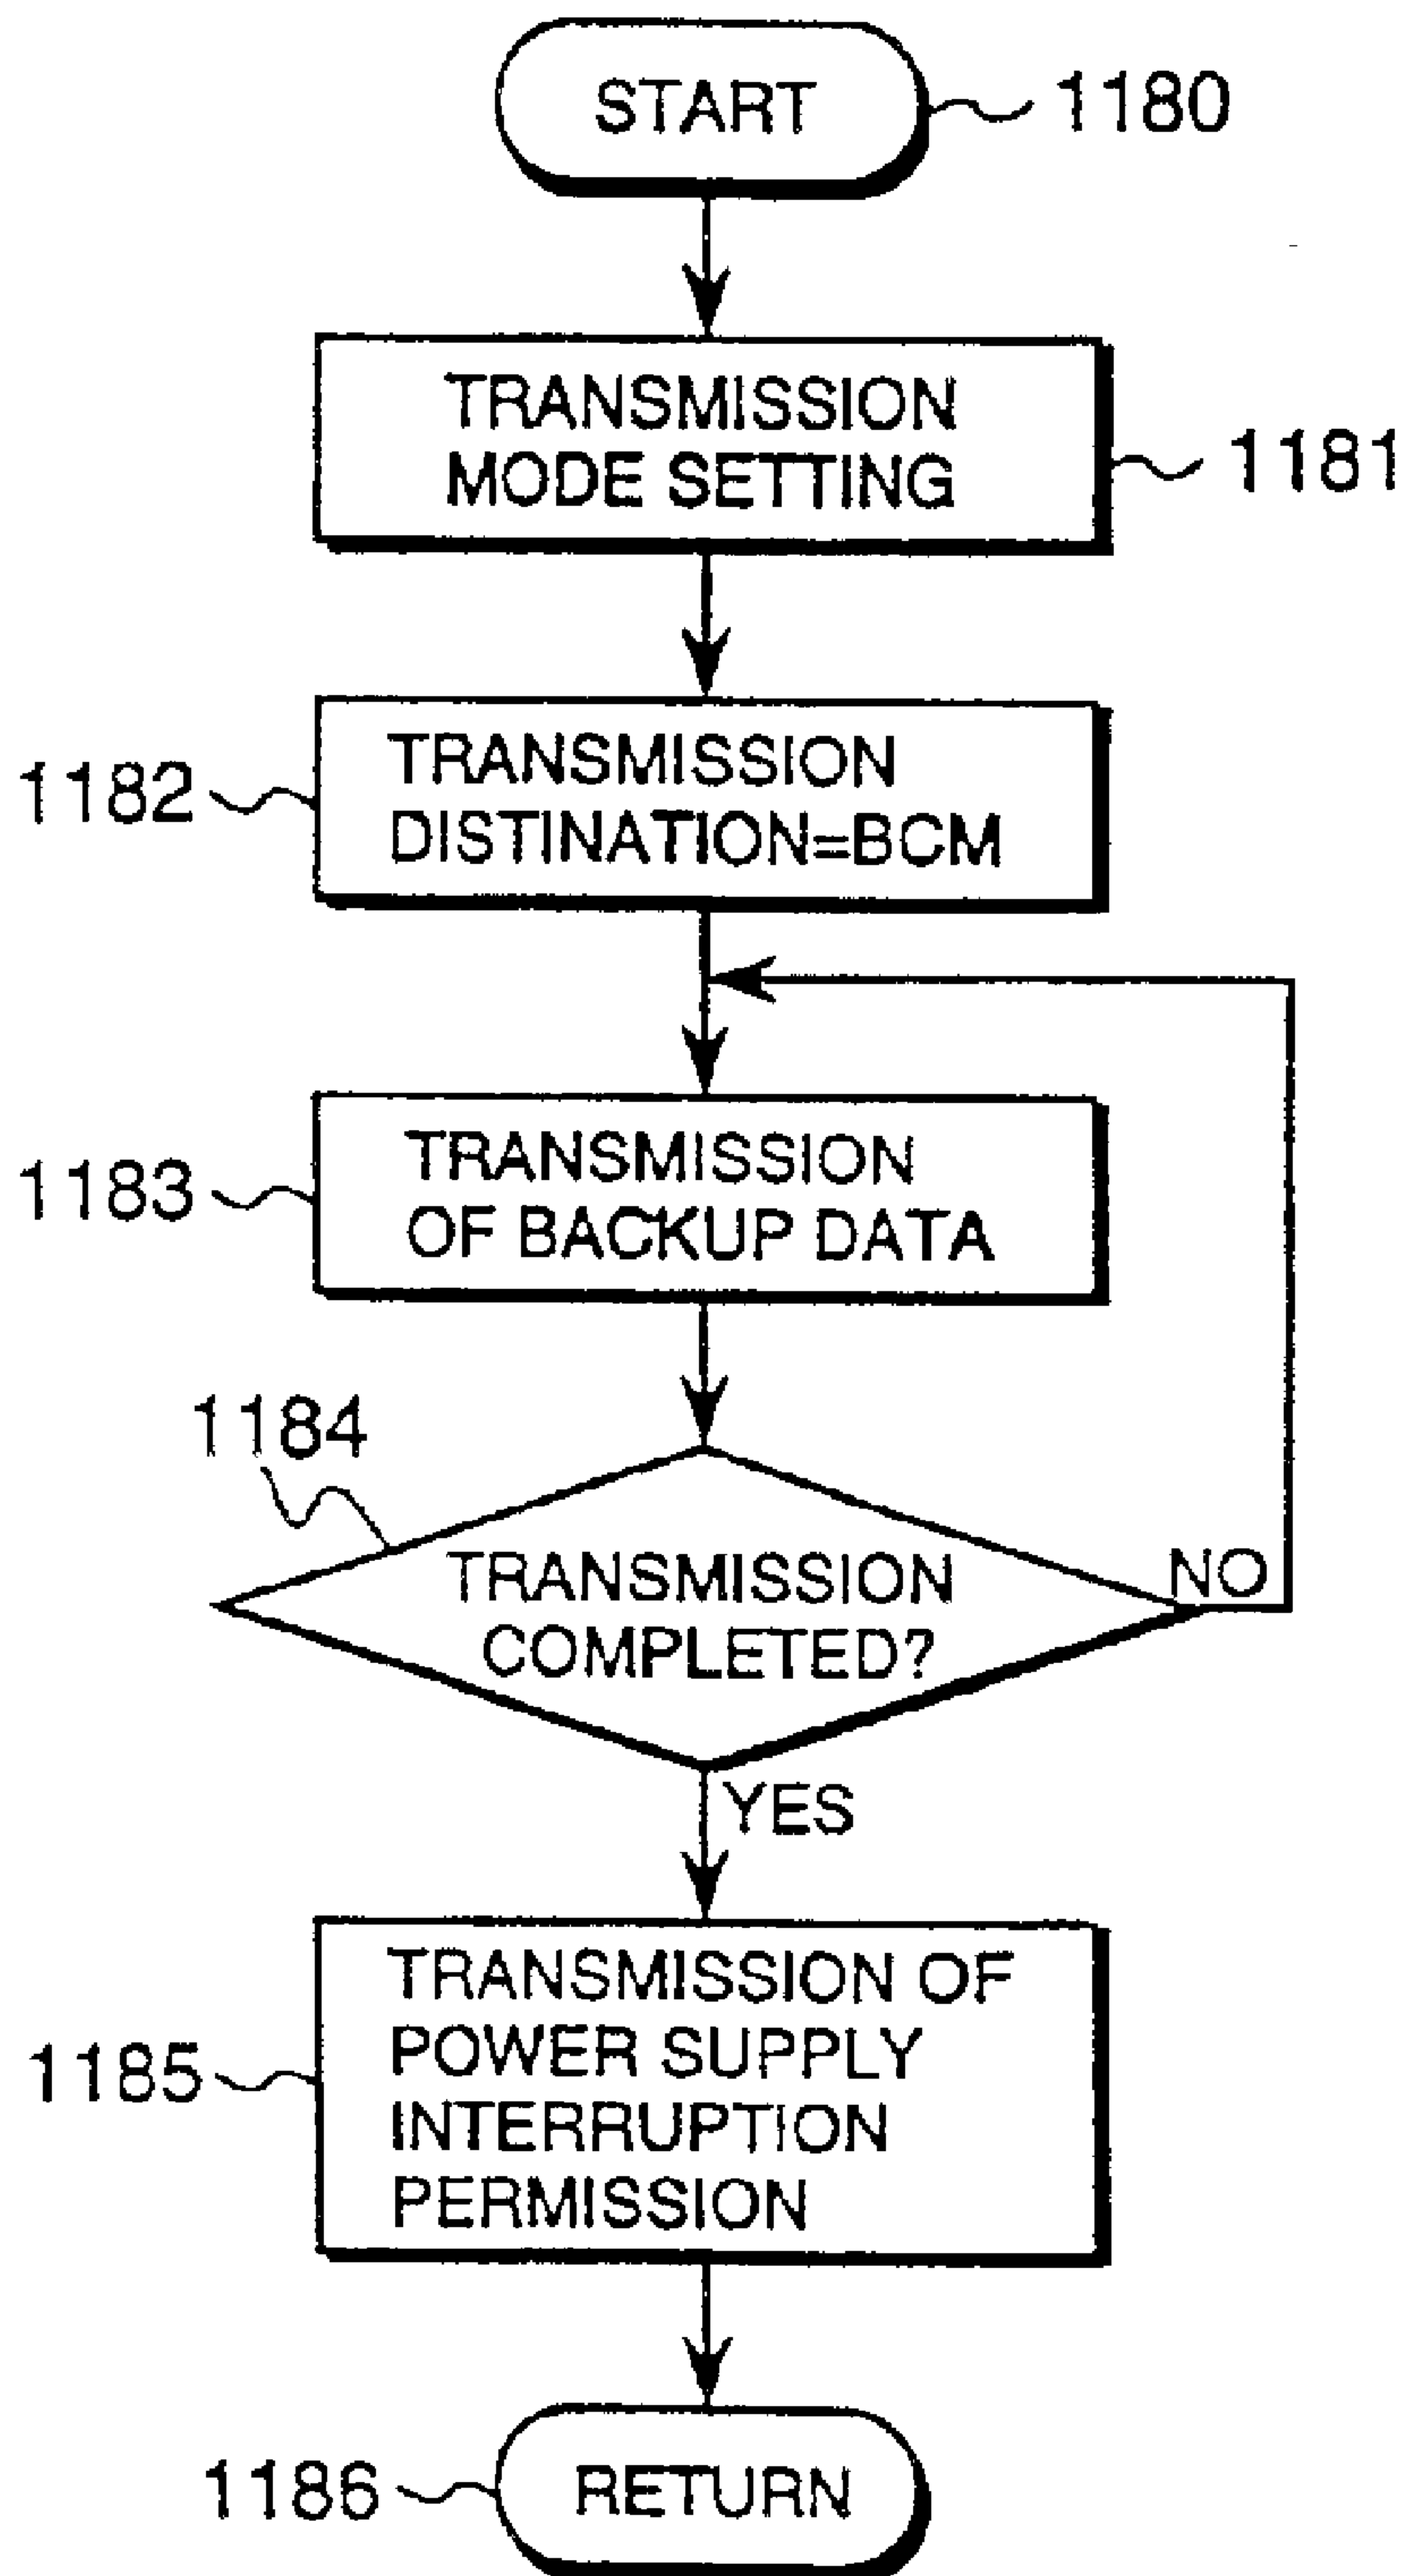 START
1180
TRANSMISSION
MODE SETTING
1181
1182
TRANSMISSION
DISTINATION=BCM
1183
TRANSMISSION
OF BACKUP DATA
1184
TRANSMISSION
COMPLETED?
NO
YES
1185
TRANSMISSION OF
POWER SUPPLY
INTERRUPTION
PERMISSION
1186
RETURN